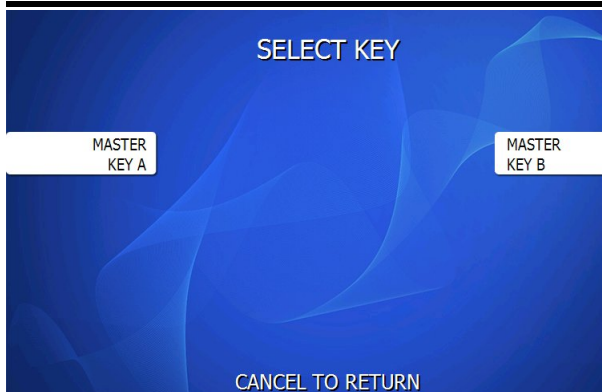 SELECT KEY
MASTER
KEY A
MASTER
KEY B
CANCEL TO RETURN